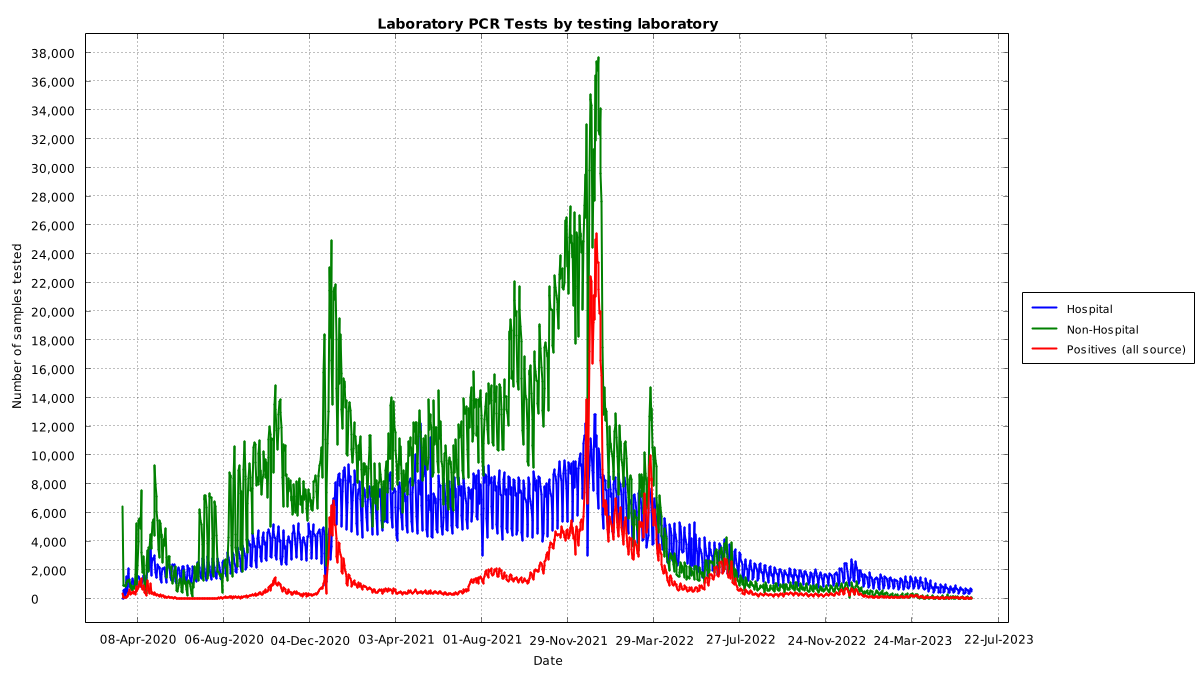 Laboratory PCR Tests by testing laboratory
38,000
36,000
34,000
32,000
30,000
28,000
26,000
24,000
22,000
20,000
18,000
16,000
14,000
12,000
10,000
8,000
6,000
4,000
2,000
0
Number of samples tested
08-Apr-2020
06-Aug-2020
04-Dec-2020
03-Apr-2021
01-Aug-2021
29-Nov-2021
29-Mar-2022
27-Jul-2022
24-Nov-2022
24-Mar-2023
22-Jul-2023
Date
Hospital
Non-Hospital
Positives (all source)